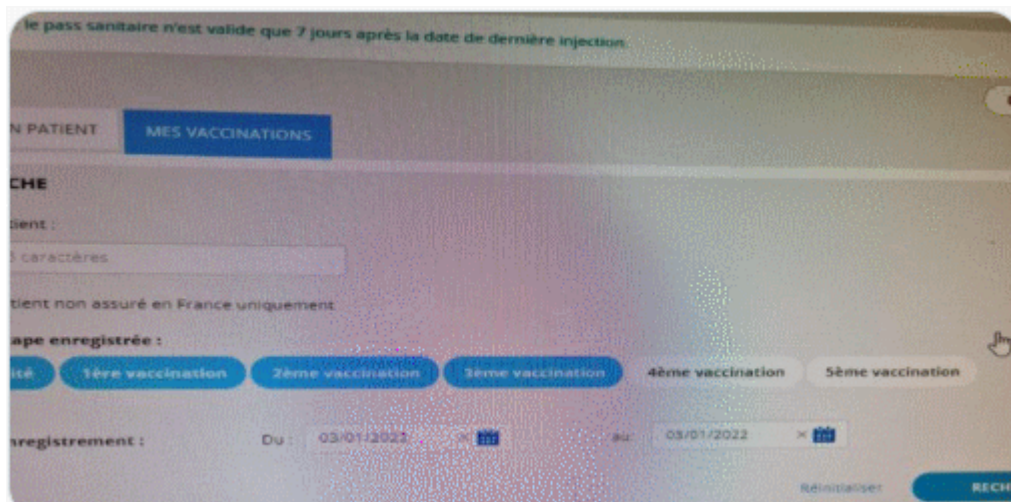 le pass sanitaire n'est valide que 7 jours après la date de dernière injection
N PATIENT MES VACCINATIONS
CHE
tient :
3 caractères
tient non assuré en France uniquement
ape enregistrée :
ité 1ère vaccination 2ème vaccination 3ème vaccination 4ème vaccination 5ème vaccination
nregistrement : Du : 03/01/2022 × au 03/01/2022 ×
Réinitialiser RECH